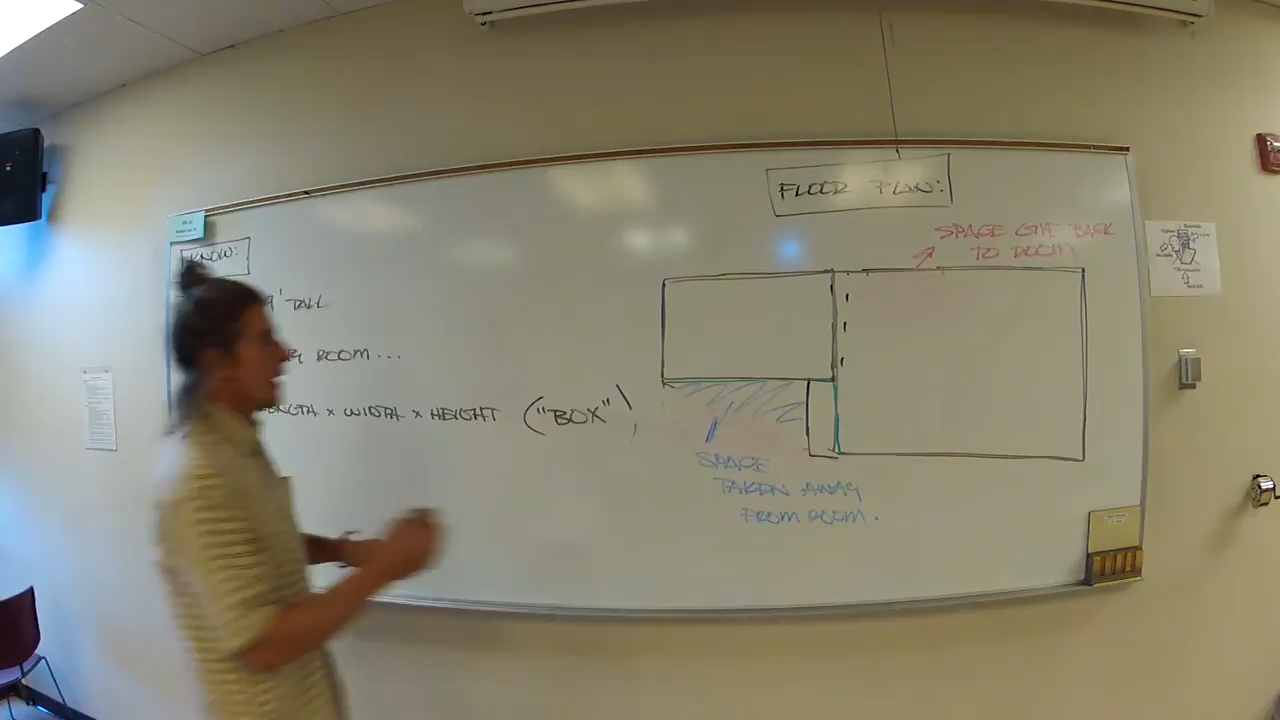 KNOW:
9' TALL
ROOM...
LENGTH x WIDTH x HEIGHT ("BOX")
FLOOR PLAN:
SPACE GIVE BACK
TO ROOM
SPACE
TAKEN AWAY
FROM ROOM.